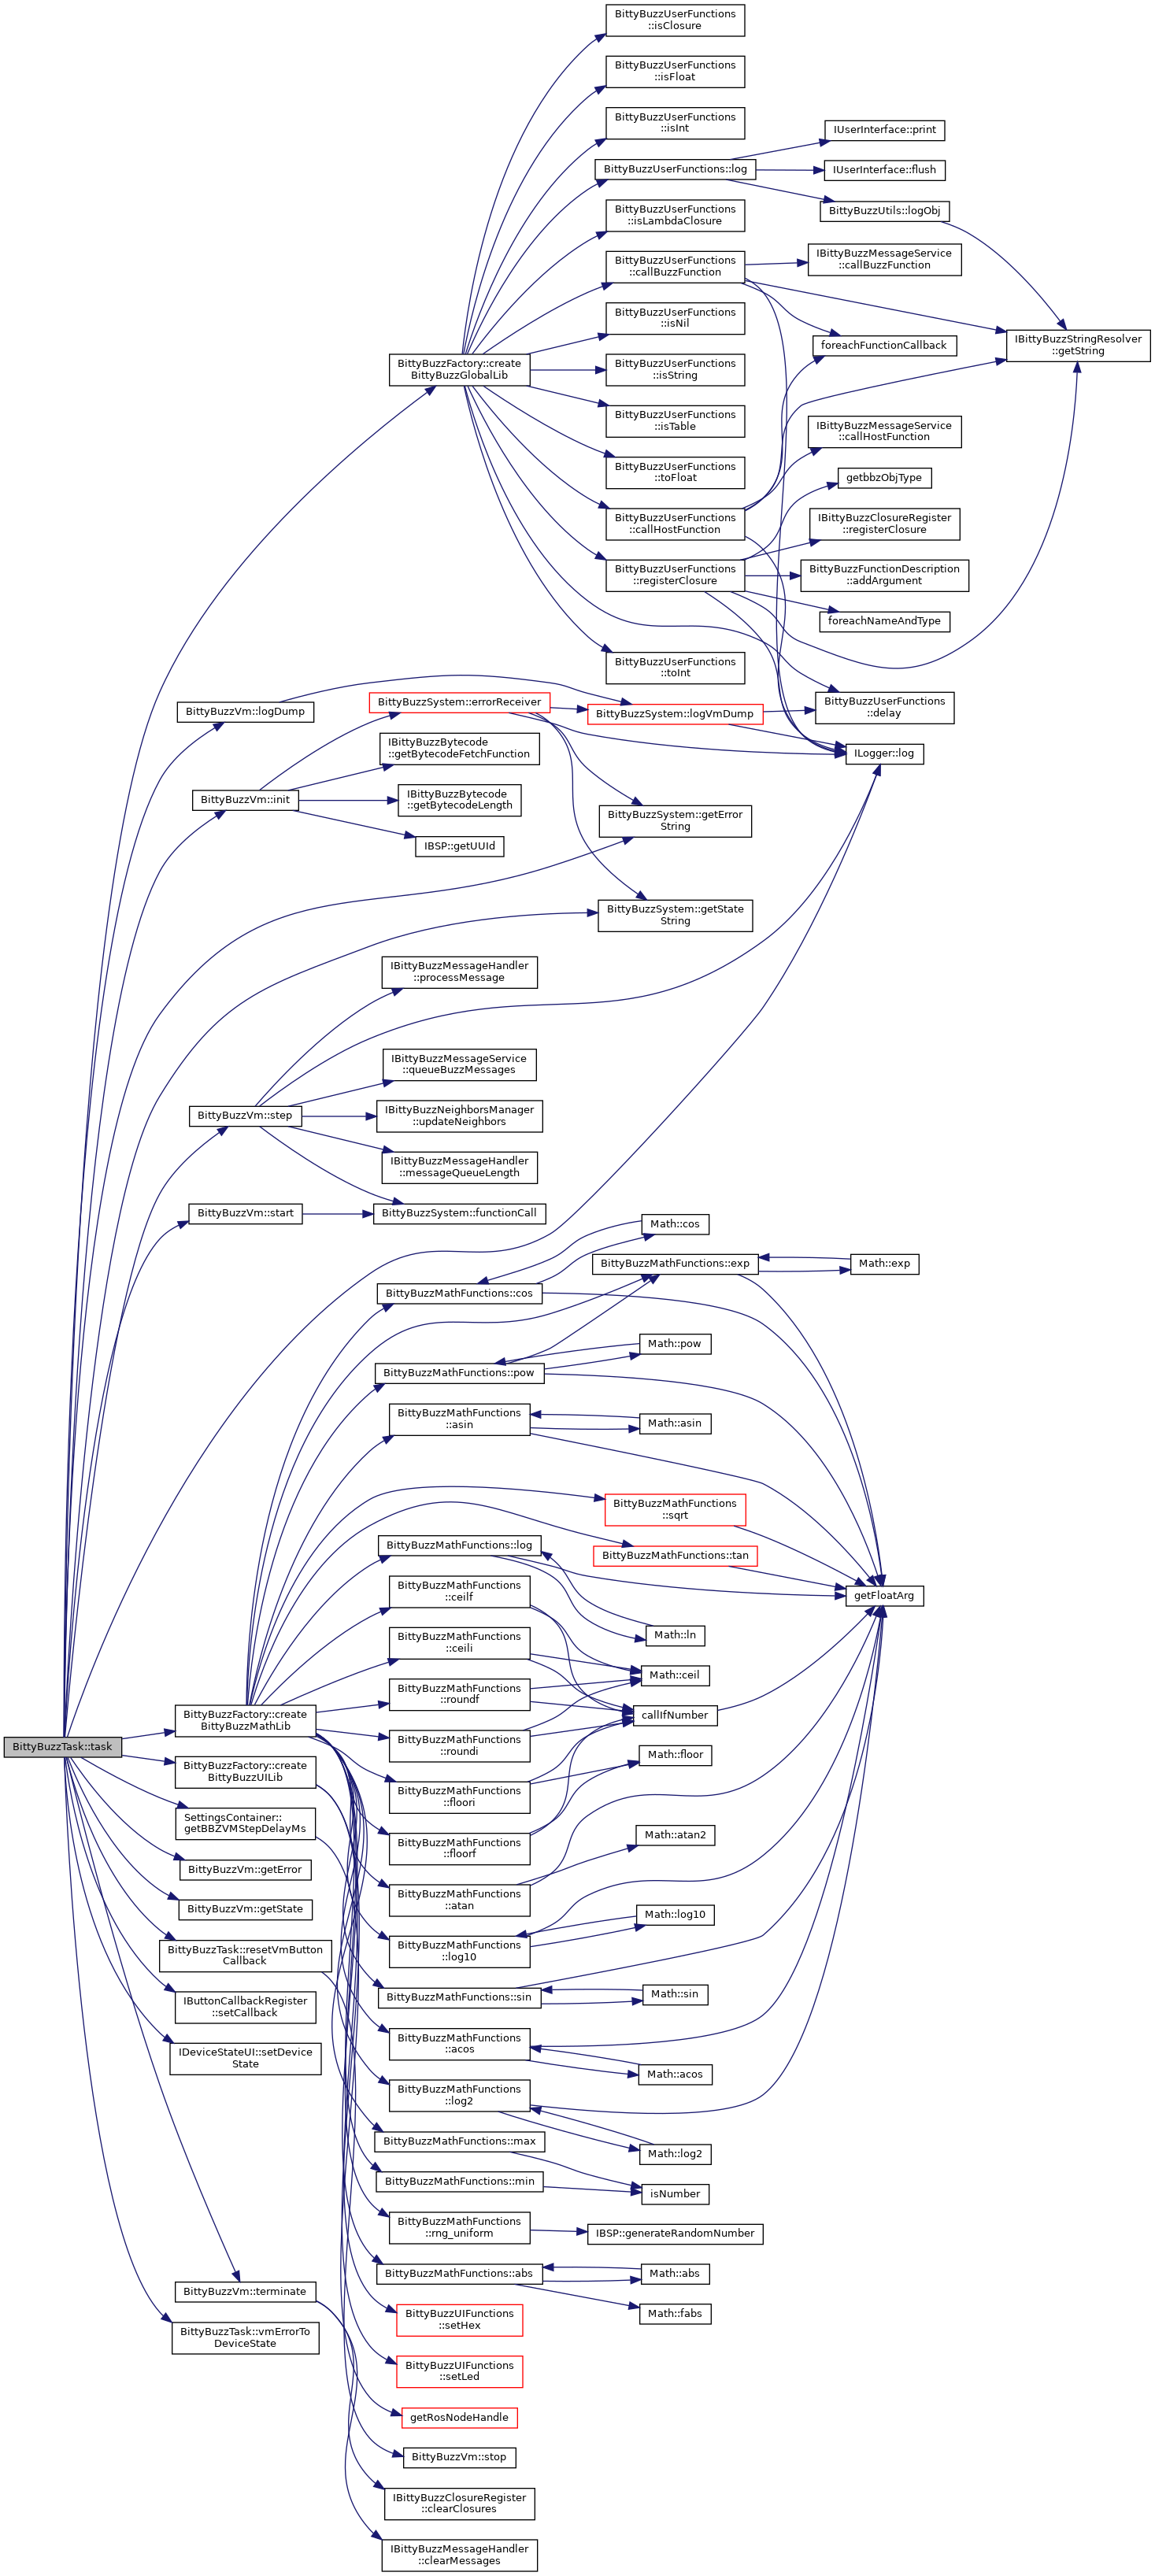 BittyBuzzUserFunctions
::isClosure
BittyBuzzUserFunctions
::isFloat
BittyBuzzUserFunctions
::isInt
IUserInterface::print
BittyBuzzUserFunctions::log
IUserInterface::flush
BittyBuzzUtils::logObj
BittyBuzzUserFunctions
::isLambdaClosure
BittyBuzzUserFunctions
::callBuzzFunction
IBittyBuzzMessageService
::callBuzzFunction
BittyBuzzUserFunctions
::isNil
foreachFunctionCallback
IBittyBuzzStringResolver
::getString
BittyBuzzFactory::create
BittyBuzzGlobalLib
BittyBuzzUserFunctions
::isString
BittyBuzzUserFunctions
::isTable
IBittyBuzzMessageService
::callHostFunction
BittyBuzzUserFunctions
::toFloat
getbbzObjType
BittyBuzzUserFunctions
::callHostFunction
IBittyBuzzClosureRegister
::registerClosure
BittyBuzzUserFunctions
::registerClosure
BittyBuzzFunctionDescription
::addArgument
foreachNameAndType
BittyBuzzUserFunctions
::toInt
BittyBuzzVm::logDump
BittyBuzzSystem::errorReceiver
BittyBuzzSystem::logVmDump
BittyBuzzUserFunctions
::delay
IBittyBuzzBytecode
::getBytecodeFetchFunction
ILogger::log
BittyBuzzVm::init
IBittyBuzzBytecode
::getBytecodeLength
BittyBuzzSystem::getError
String
IBSP::getUUId
BittyBuzzSystem::getState
String
IBittyBuzzMessageHandler
::processMessage
IBittyBuzzMessageService
::queueBuzzMessages
BittyBuzzVm::step
IBittyBuzzNeighborsManager
::updateNeighbors
IBittyBuzzMessageHandler
::messageQueueLength
BittyBuzzVm::start
BittyBuzzSystem::functionCall
Math::cos
BittyBuzzMathFunctions::exp
Math::exp
BittyBuzzMathFunctions::cos
Math::pow
BittyBuzzMathFunctions::pow
BittyBuzzMathFunctions
::asin
Math::asin
BittyBuzzMathFunctions
::sqrt
BittyBuzzMathFunctions::log
BittyBuzzMathFunctions::tan
BittyBuzzMathFunctions
::ceilf
getFloatArg
BittyBuzzMathFunctions
::ceili
Math::ln
Math::ceil
BittyBuzzMathFunctions
::roundf
BittyBuzzFactory::create
BittyBuzzMathLib
callIfNumber
BittyBuzzTask::task
BittyBuzzMathFunctions
::roundi
Math::floor
BittyBuzzFactory::create
BittyBuzzUILib
BittyBuzzMathFunctions
::floori
SettingsContainer::
getBBZVMStepDelayMs
BittyBuzzMathFunctions
::floorf
Math::atan2
BittyBuzzVm::getError
BittyBuzzMathFunctions
::atan
BittyBuzzVm::getState
Math::log10
BittyBuzzTask::resetVmButton
Callback
BittyBuzzMathFunctions
::log10
IButtonCallbackRegister
::setCallback
BittyBuzzMathFunctions::sin
Math::sin
IDeviceStateUI::setDevice
State
BittyBuzzMathFunctions
::acos
Math::acos
BittyBuzzMathFunctions
::log2
BittyBuzzMathFunctions::max
Math::log2
BittyBuzzMathFunctions::min
isNumber
BittyBuzzMathFunctions
::rng_uniform
IBSP::generateRandomNumber
BittyBuzzMathFunctions::abs
Math::abs
BittyBuzzVm::terminate
Math::fabs
BittyBuzzUIFunctions
::setHex
BittyBuzzTask::vmErrorTo
DeviceState
BittyBuzzUIFunctions
::setLed
getRosNodeHandle
BittyBuzzVm::stop
IBittyBuzzClosureRegister
::clearClosures
IBittyBuzzMessageHandler
::clearMessages